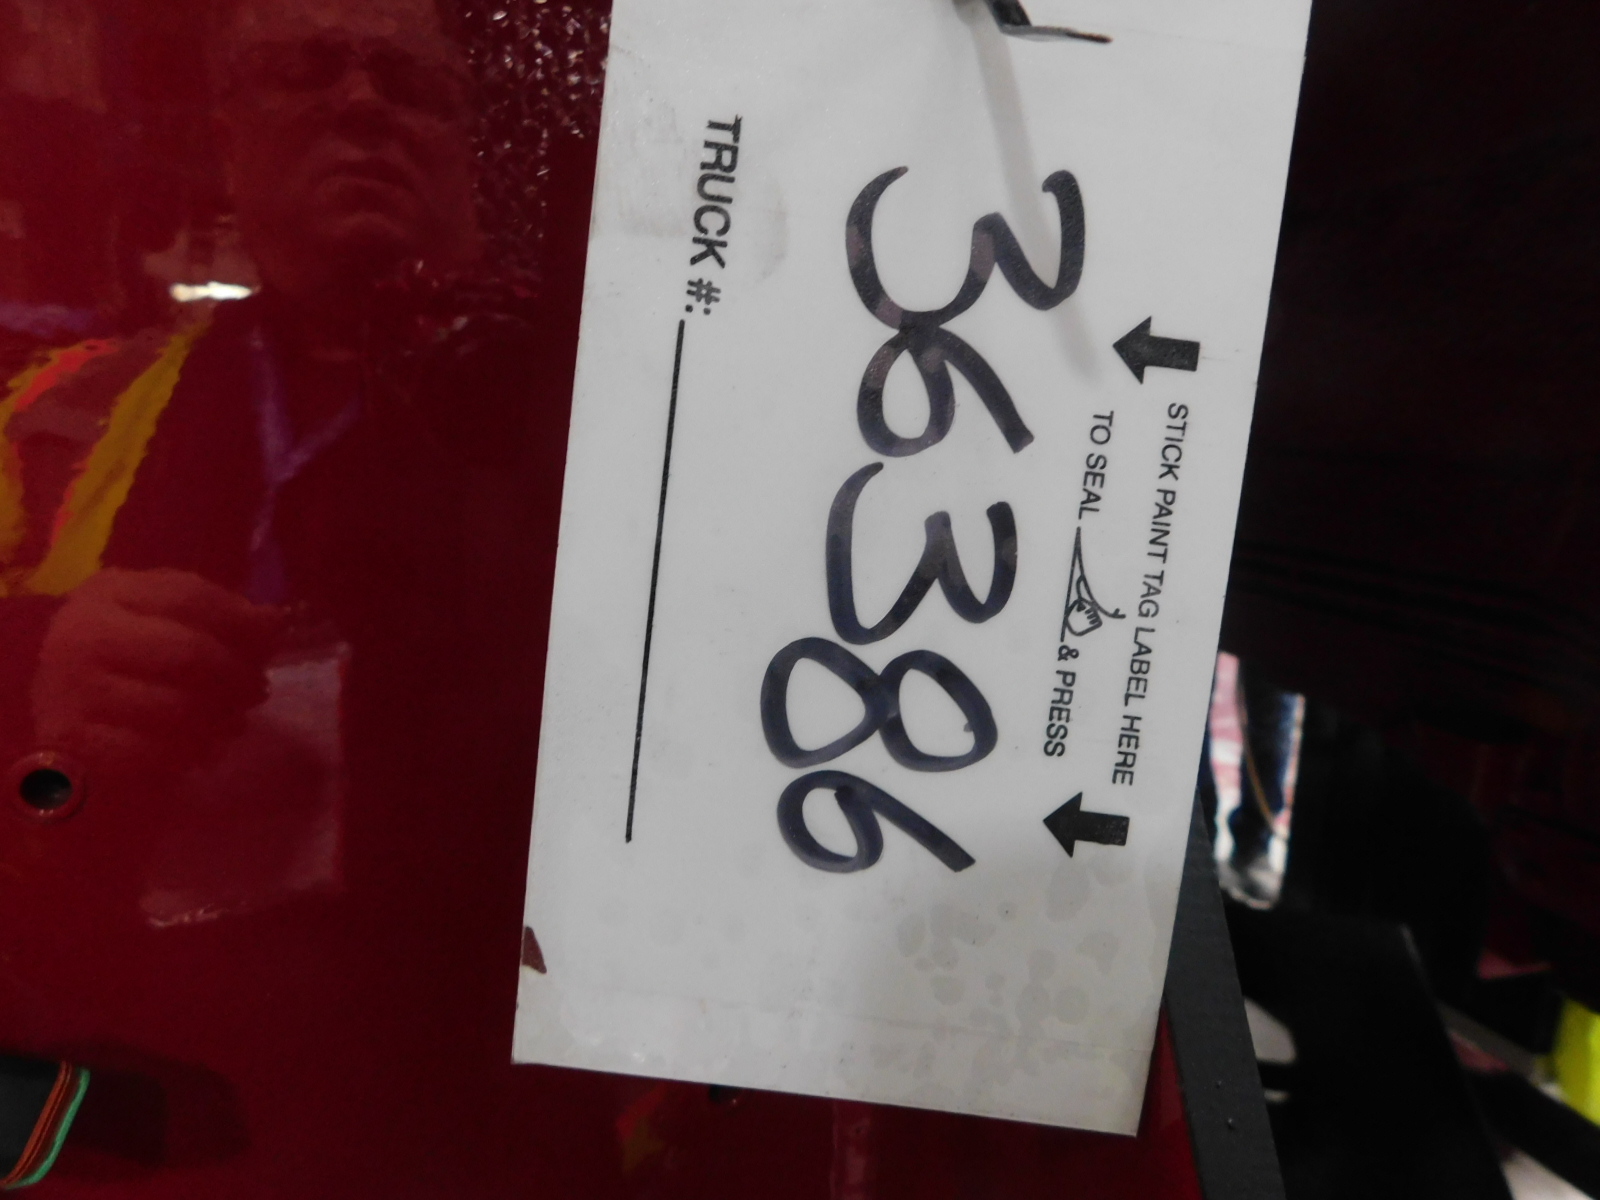 STICK PAINT TAG LABEL HERE
TO SEAL & PRESS
36386
TRUCK #: